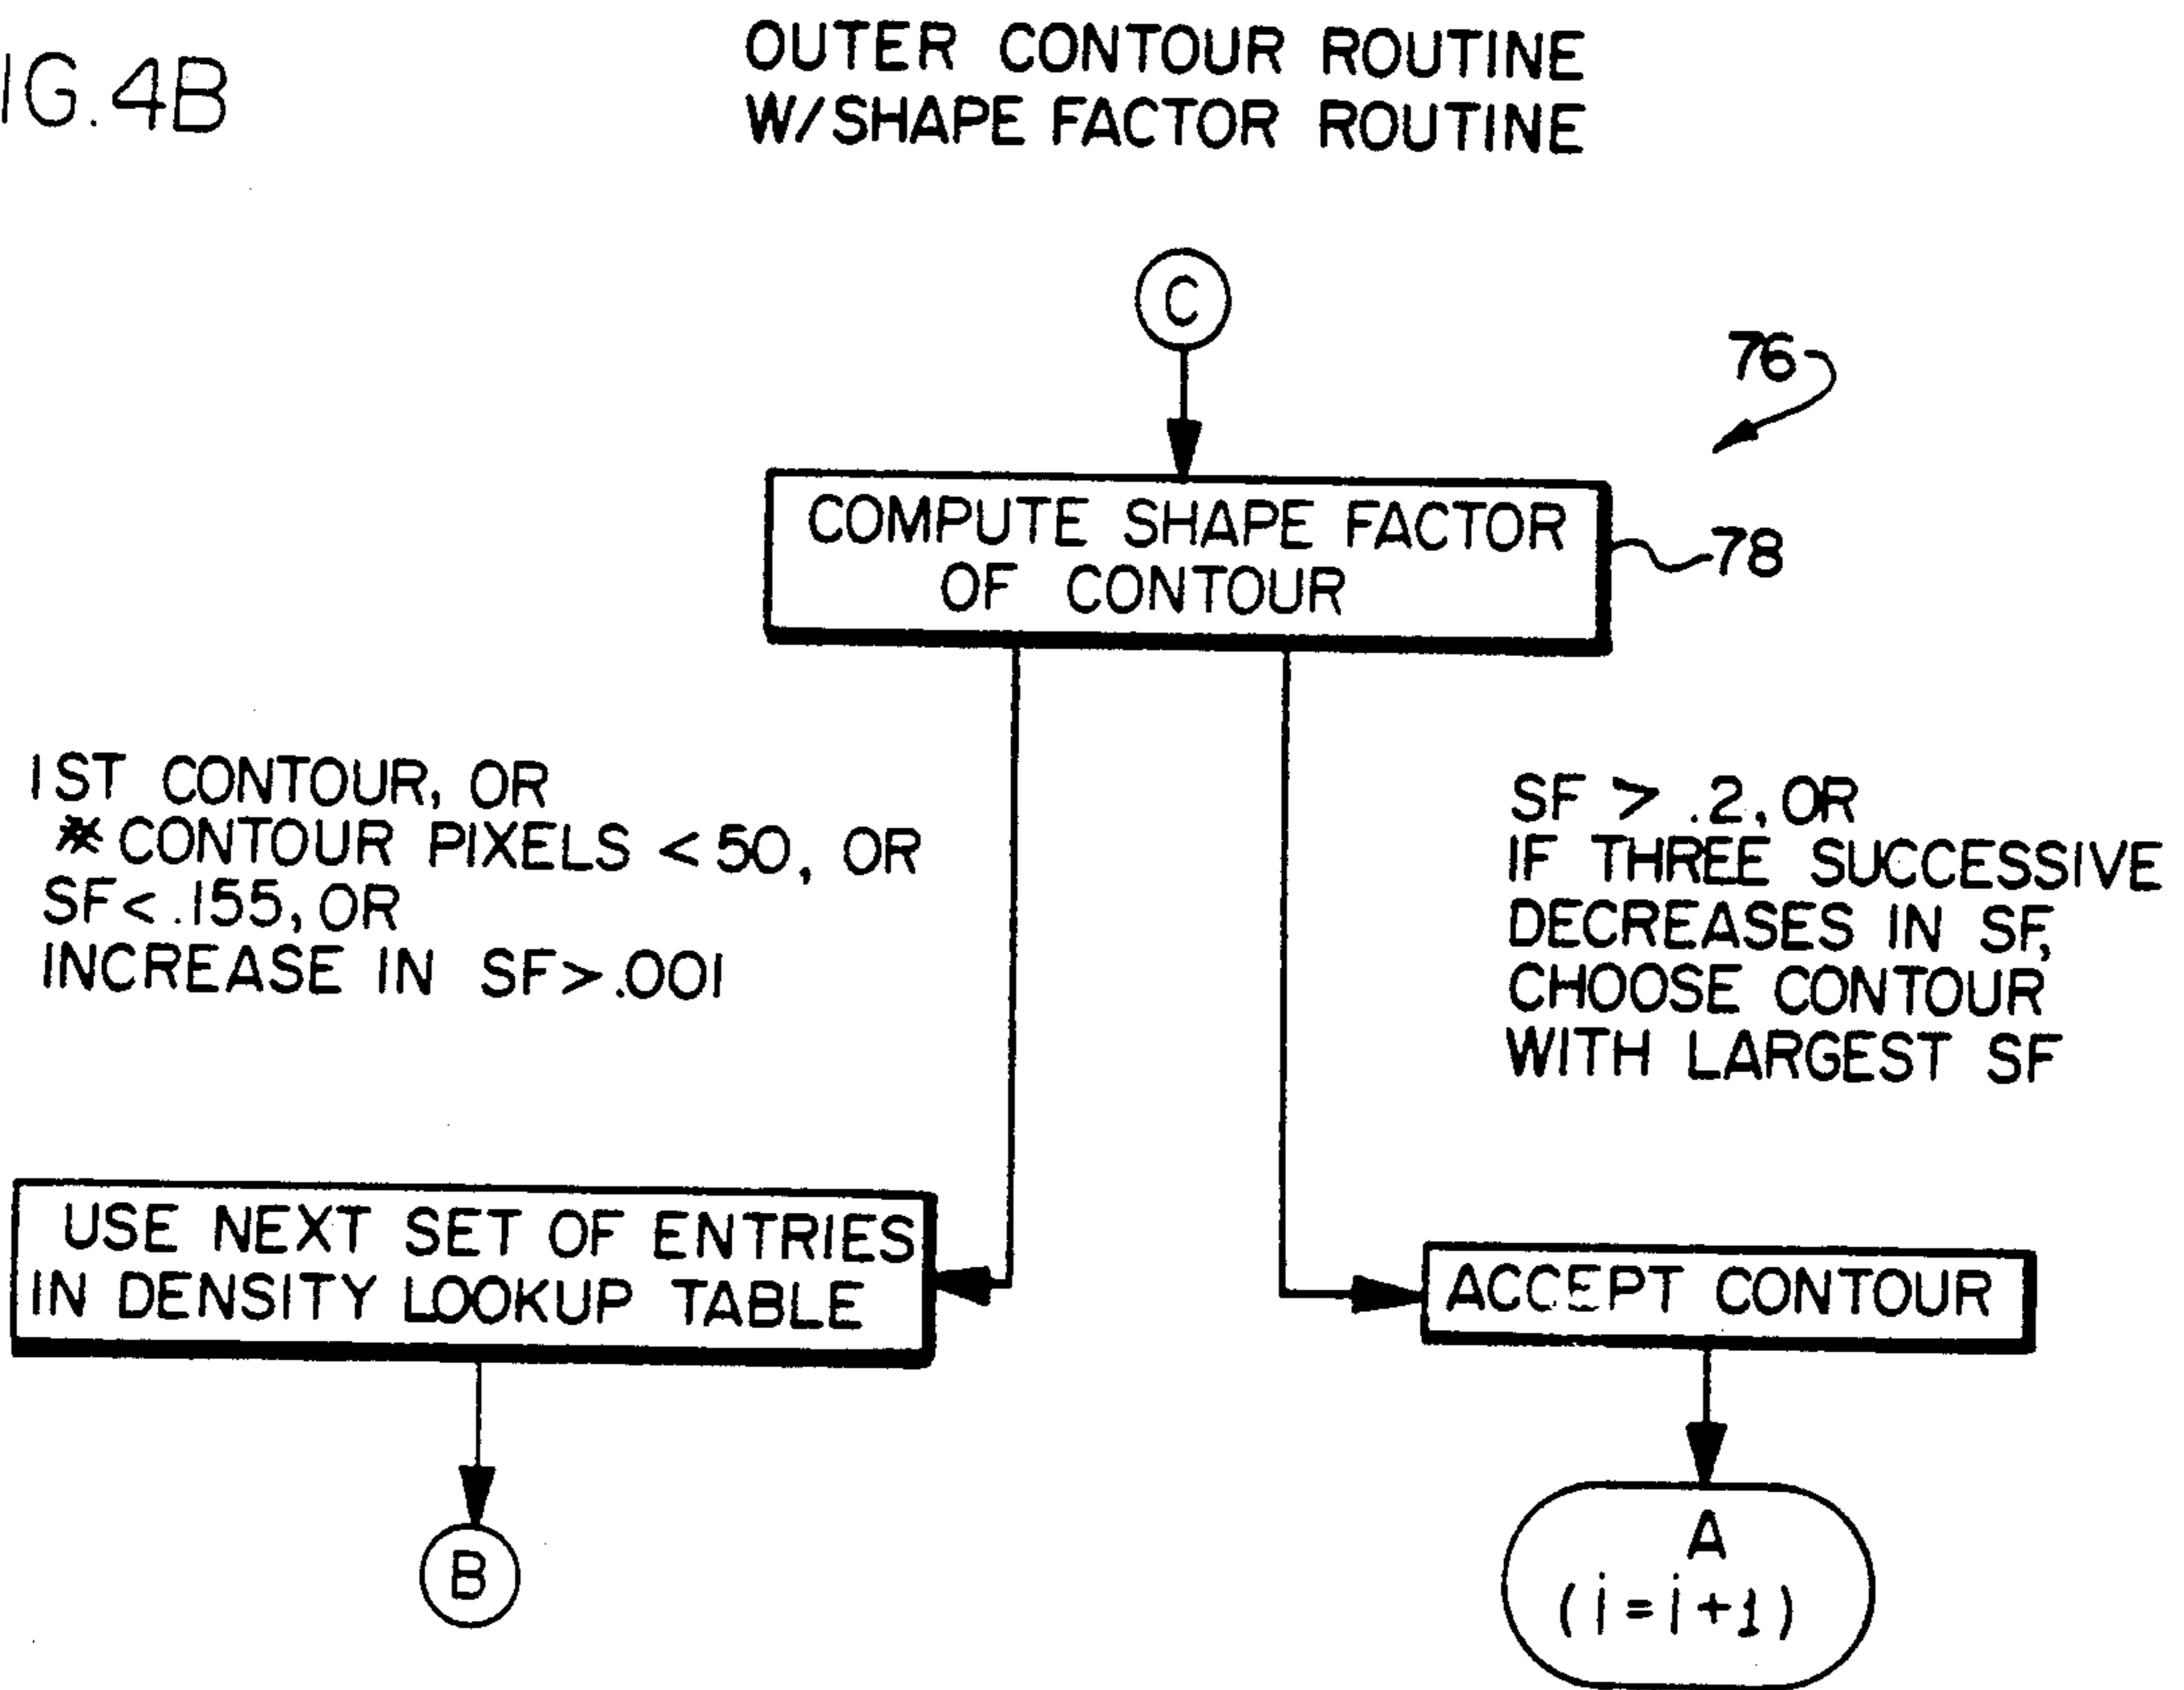 IG. 4B
OUTER CONTOUR ROUTINE
W/SHAPE FACTOR ROUTINE
C
76
COMPUTE SHAPE FACTOR
OF CONTOUR
78
1ST CONTOUR, OR
* CONTOUR PIXELS < 50, OR
SF < .155, OR
INCREASE IN SF > .001
SF > .2, OR
IF THREE SUCCESSIVE
DECREASES IN SF,
CHOOSE CONTOUR
WITH LARGEST SF
USE NEXT SET OF ENTRIES
IN DENSITY LOOKUP TABLE
ACCEPT CONTOUR
B
A
(i=i+1)